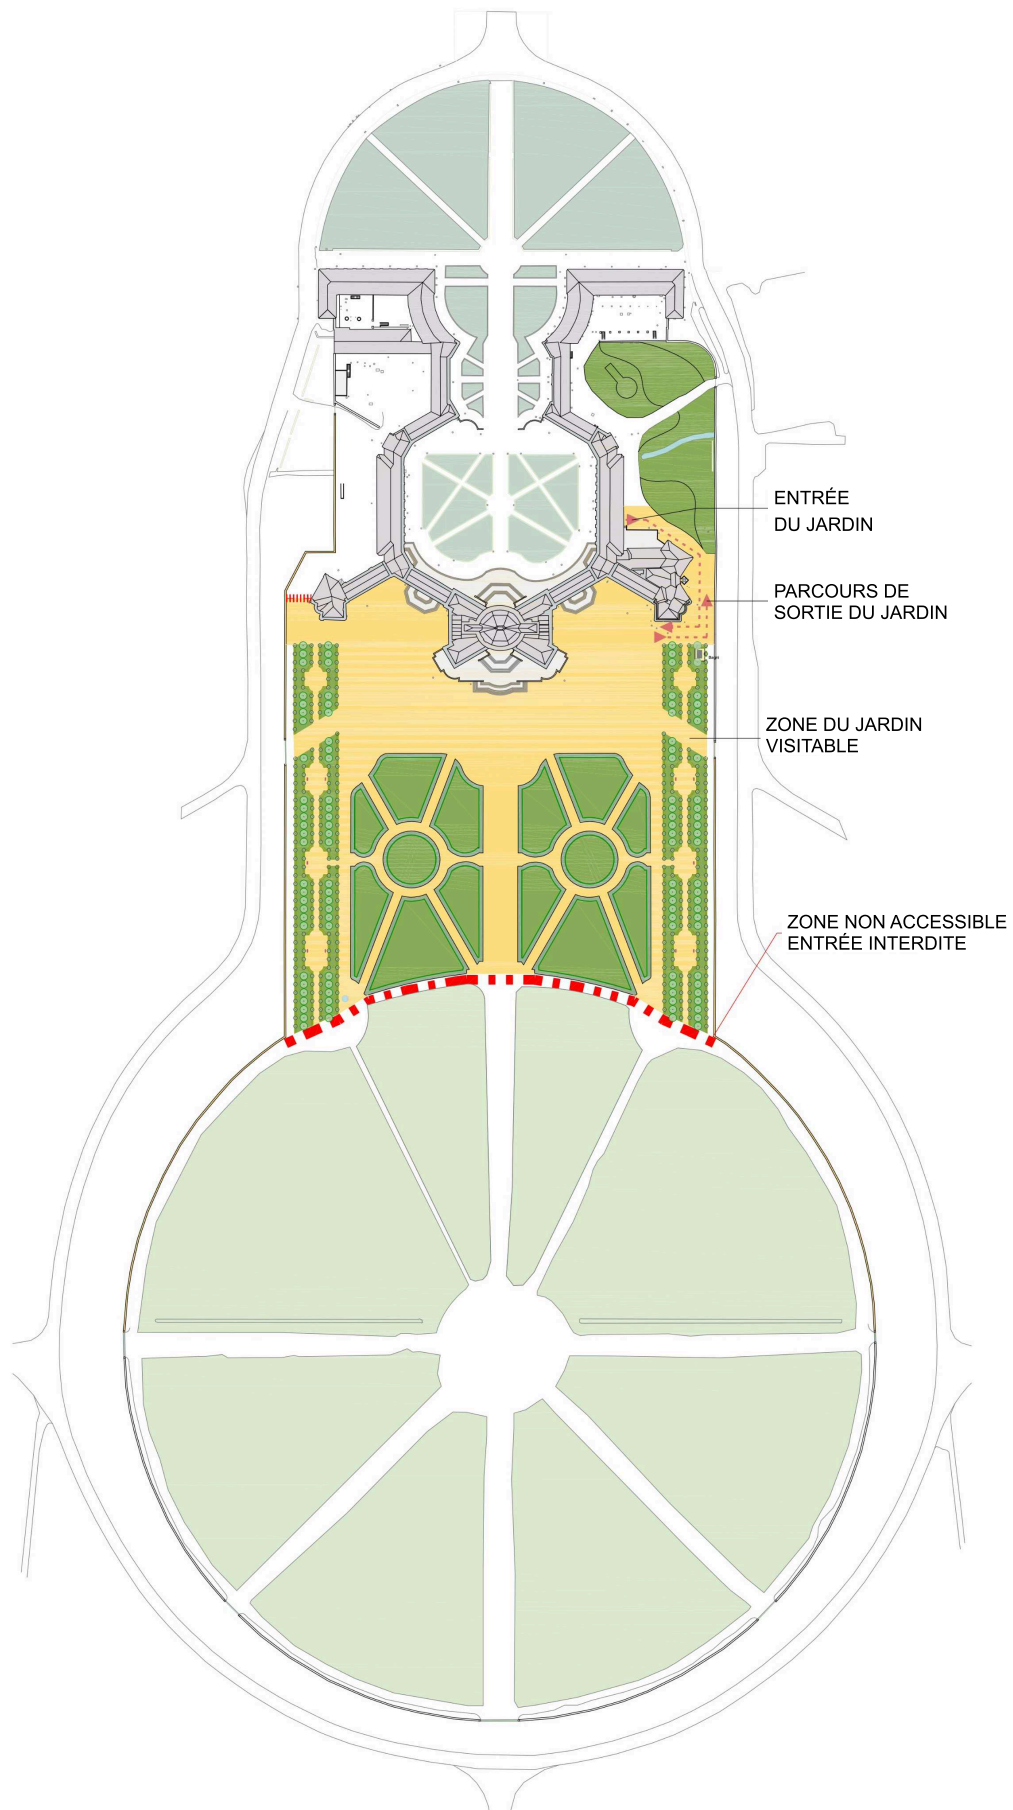 ENTRÉE
DU JARDIN
PARCOURS DE
SORTIE DU JARDIN
ZONE DU JARDIN
VISITABLE
ZONE NON ACCESSIBLE
ENTRÉE INTERDITE